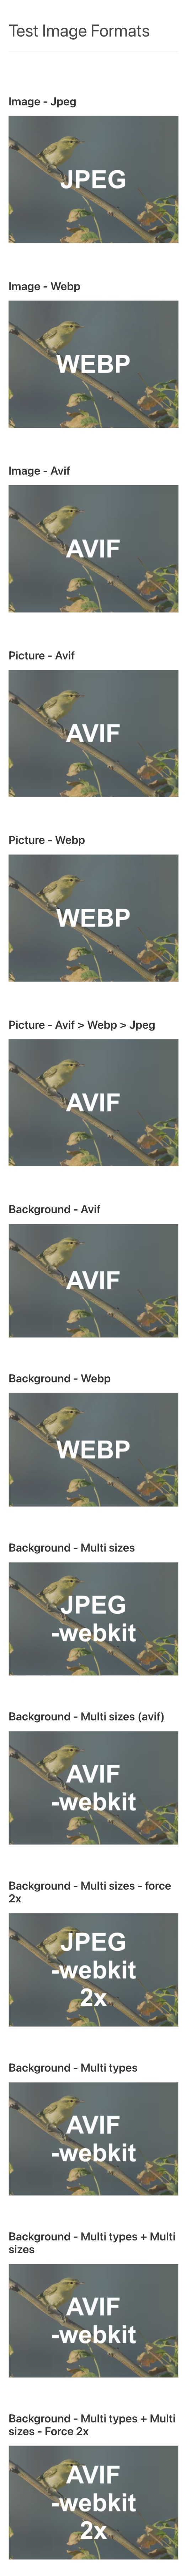 Test Image Formats
Image - Jpeg
JPEG
Image - Webp
WEBP
Image - Avif
AVIF
Picture - Avif
AVIF
Picture - Webp
WEBP
Picture - Avif > Webp > Jpeg
AVIF
Background - Avif
AVIF
Background - Webp
WEBP
Background - Multi sizes
JPEG
-webkit
Background - Multi sizes (avif)
AVIF
-webkit
Background - Multi sizes - force
2x
JPEG
-webkit
2x
Background - Multi types
AVIF
-webkit
Background - Multi types + Multi
sizes
AVIF
-webkit
Background - Multi types + Multi
sizes - Force 2x
AVIF
-webkit
2x